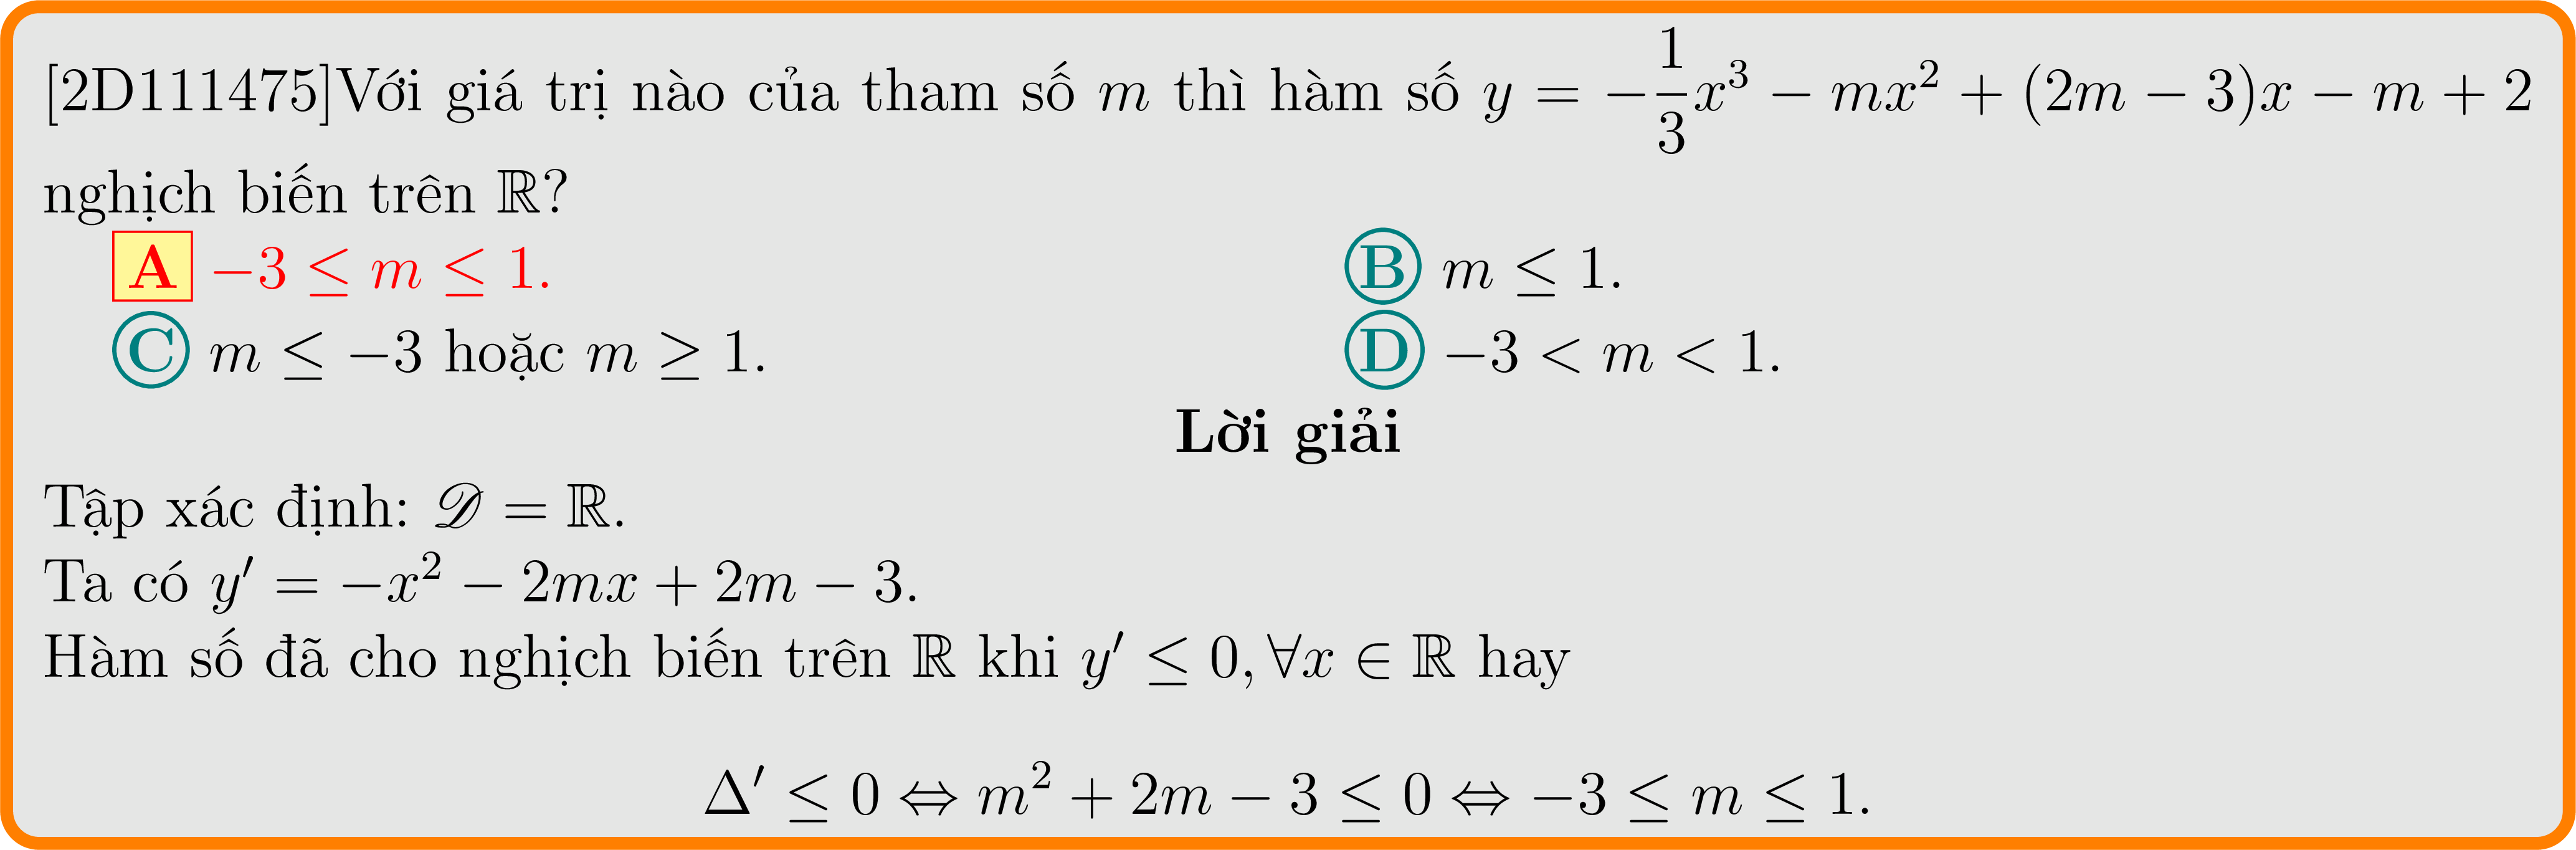 [2D111475]Với giá trị nào của tham số $m$ thì hàm số $y = -\dfrac{1}{3}x^3 - mx^2 + (2m - 3)x - m + 2$
nghịch biến trên $\mathbb{R}$?
A $-3 \leq m \leq 1$.
B $m \leq 1$.
C $m \leq -3$ hoặc $m \geq 1$.
D $-3 < m < 1$.
Lời giải
Tập xác định: $\mathscr{D} = \mathbb{R}$.
Ta có $y' = -x^2 - 2mx + 2m - 3$.
Hàm số đã cho nghịch biến trên $\mathbb{R}$ khi $y' \leq 0, \forall x \in \mathbb{R}$ hay
$\Delta' \leq 0 \Leftrightarrow m^2 + 2m - 3 \leq 0 \Leftrightarrow -3 \leq m \leq 1.$